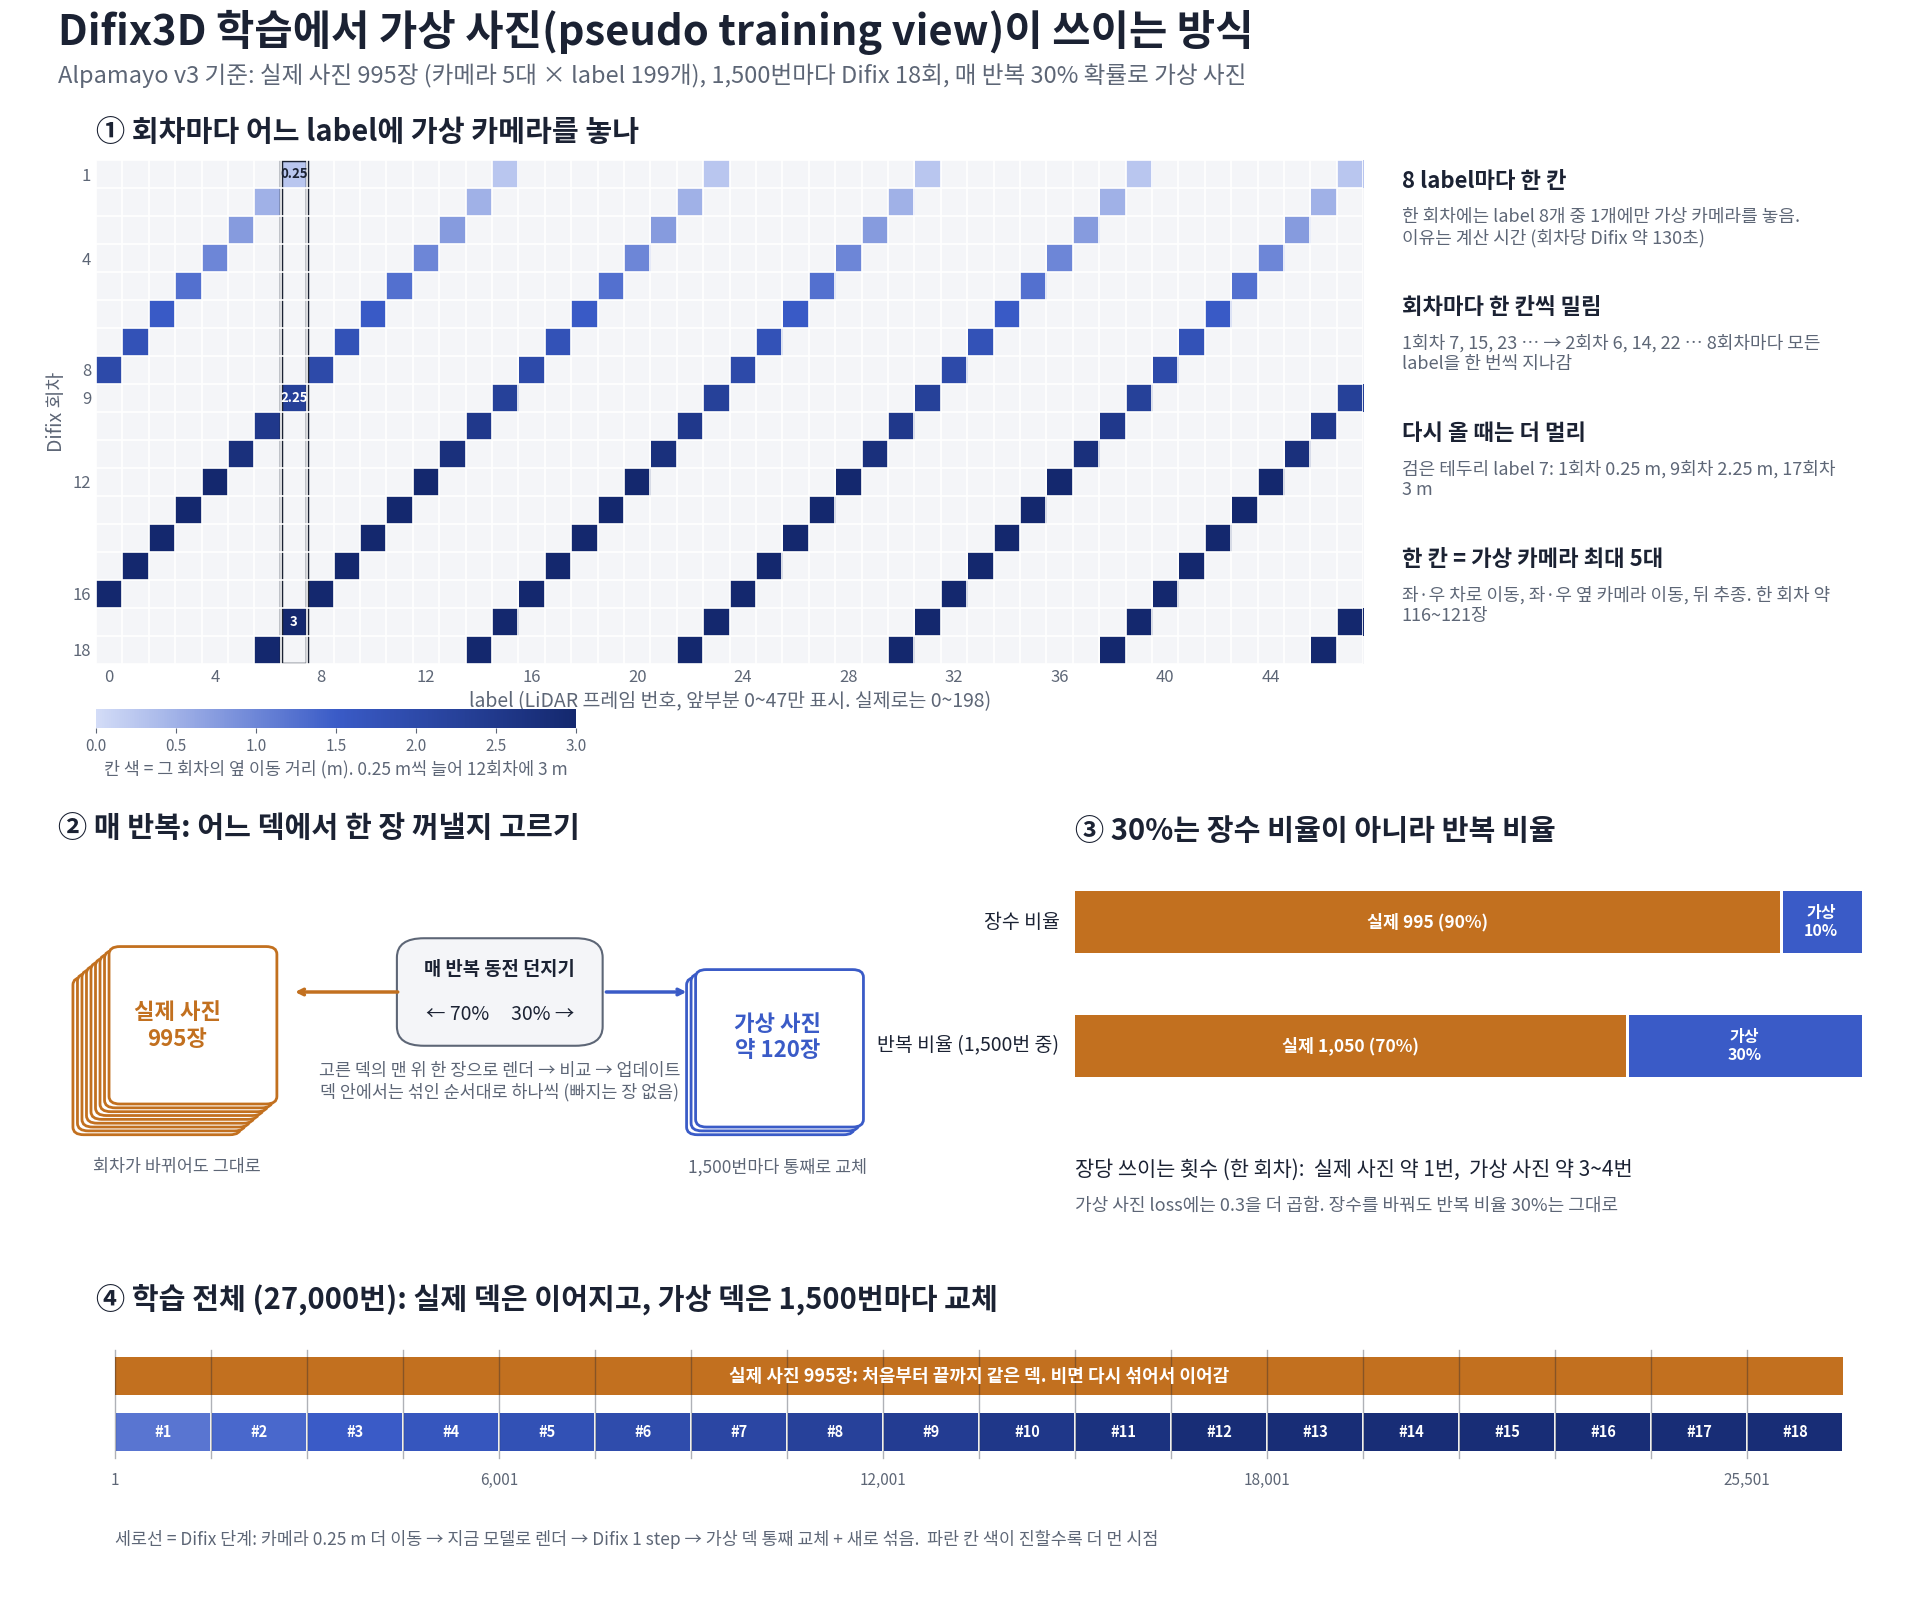 Difix3D 학습에서 가상 사진(pseudo training view)이 쓰이는 방식
Alpamayo v3 기준: 실제 사진 995장 (카메라 5대 × label 199개), 1,500번마다 Difix 18회, 매 반복 30% 확률로 가상 사진
① 회차마다 어느 label에 가상 카메라를 놓나
Difix 회차
1
4
8
9
12
16
18
0.25
2.25
3
0 4 8 12 16 20 24 28 32 36 40 44
label (LiDAR 프레임 번호, 앞부분 0~47만 표시. 실제로는 0~198)
0.0 0.5 1.0 1.5 2.0 2.5 3.0
칸 색 = 그 회차의 옆 이동 거리 (m). 0.25 m씩 늘어 12회차에 3 m
8 label마다 한 칸
한 회차에는 label 8개 중 1개에만 가상 카메라를 놓음.
이유는 계산 시간 (회차당 Difix 약 130초)
회차마다 한 칸씩 밀림
1회차 7, 15, 23 ··· → 2회차 6, 14, 22 ··· 8회차마다 모든
label을 한 번씩 지나감
다시 올 때는 더 멀리
검은 테두리 label 7: 1회차 0.25 m, 9회차 2.25 m, 17회차
3 m
한 칸 = 가상 카메라 최대 5대
좌·우 차로 이동, 좌·우 옆 카메라 이동, 뒤 추종. 한 회차 약
116~121장
② 매 반복: 어느 덱에서 한 장 꺼낼지 고르기
실제 사진
995장
회차가 바뀌어도 그대로
매 반복 동전 던지기
← 70% 30% →
고른 덱의 맨 위 한 장으로 렌더 → 비교 → 업데이트
덱 안에서는 섞인 순서대로 하나씩 (빠지는 장 없음)
가상 사진
약 120장
1,500번마다 통째로 교체
③ 30%는 장수 비율이 아니라 반복 비율
장수 비율
실제 995 (90%)
가상
10%
반복 비율 (1,500번 중)
실제 1,050 (70%)
가상
30%
장당 쓰이는 횟수 (한 회차): 실제 사진 약 1번, 가상 사진 약 3~4번
가상 사진 loss에는 0.3을 더 곱함. 장수를 바꿔도 반복 비율 30%는 그대로
④ 학습 전체 (27,000번): 실제 덱은 이어지고, 가상 덱은 1,500번마다 교체
실제 사진 995장: 처음부터 끝까지 같은 덱. 비면 다시 섞어서 이어감
#1 #2 #3 #4 #5 #6 #7 #8 #9 #10 #11 #12 #13 #14 #15 #16 #17 #18
1 6,001 12,001 18,001 25,501
세로선 = Difix 단계: 카메라 0.25 m 더 이동 → 지금 모델로 렌더 → Difix 1 step → 가상 덱 통째 교체 + 새로 섞음. 파란 칸 색이 진할수록 더 먼 시점